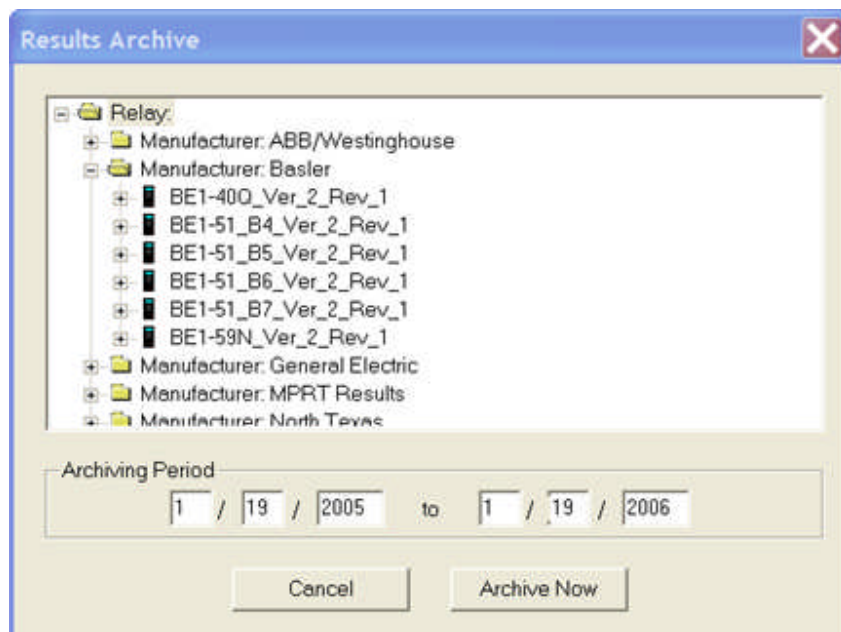 Results Archive
Relay:
Manufacturer: ABB/Westinghouse
Manufacturer: Basler
BE1-40Q_Ver_2_Rev_1
BE1-51_B4_Ver_2_Rev_1
BE1-51_B5_Ver_2_Rev_1
BE1-51_B6_Ver_2_Rev_1
BE1-51_B7_Ver_2_Rev_1
BE1-59N_Ver_2_Rev_1
Manufacturer: General Electric
Manufacturer: MPRT Results
Manufacturer: North Texas
Archiving Period
1 / 19 / 2005 to 1 / 19 / 2006
Cancel Archive Now